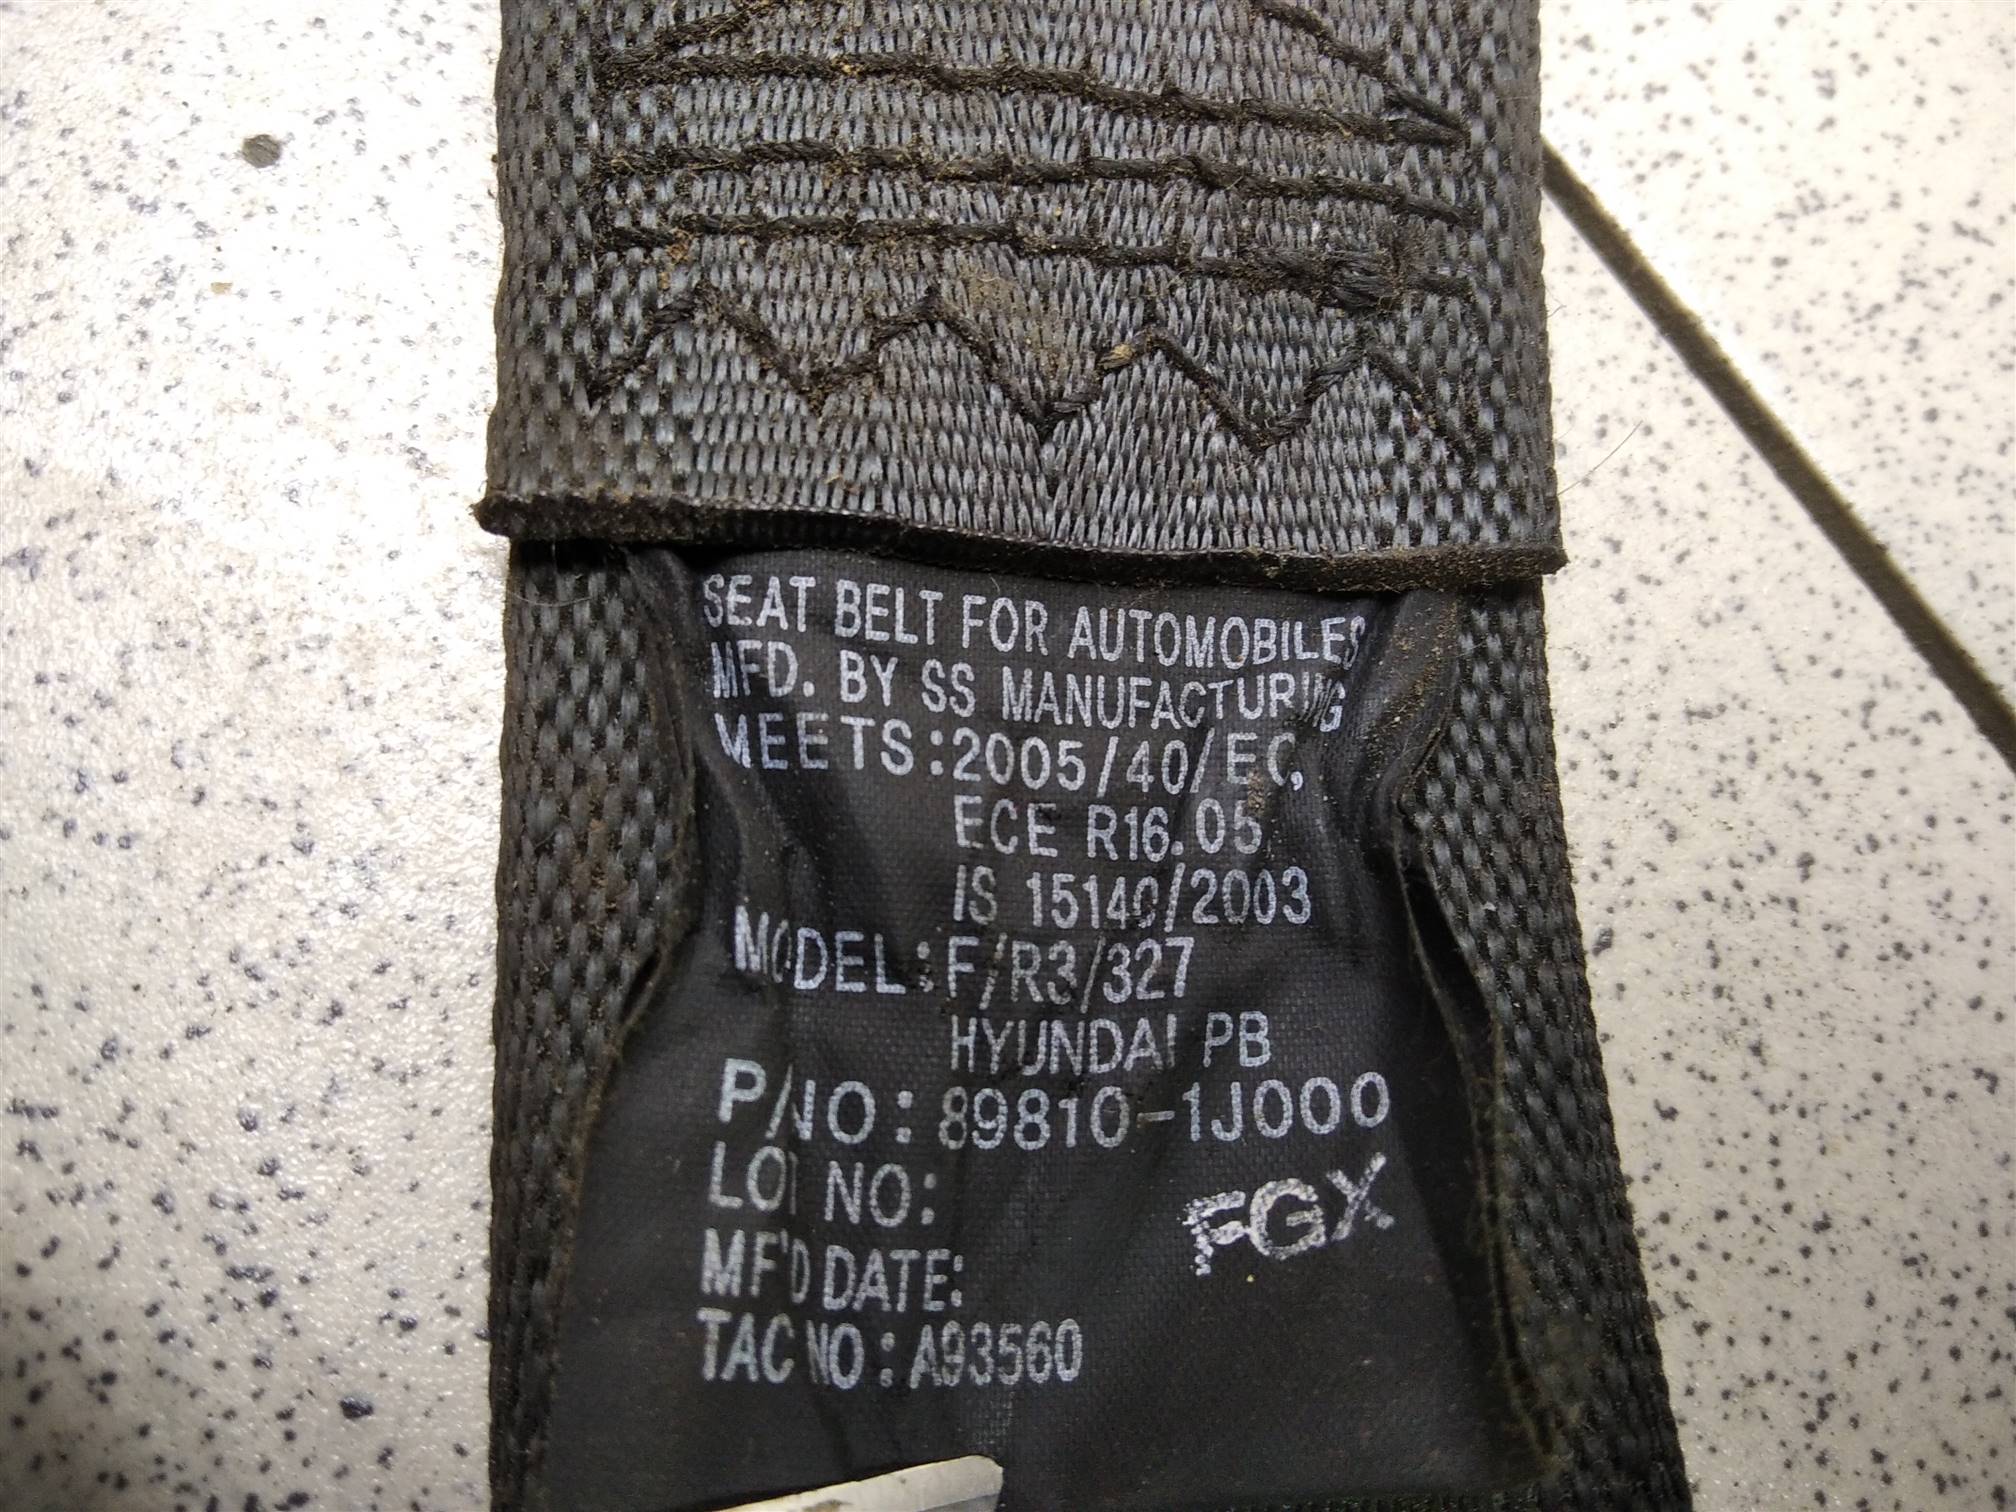 SEAT BELT FOR AUTOMOBILES
MFD. BY SS MANUFACTURING
MEETS:2005/40/EC,
ECE R16.05
IS 15140/2003
MODEL:F/R3/327
HYUNDAI PB
P/NO:89810-1J000
LOT NO:
FGX
MF'D DATE:
TAC NO:A93560